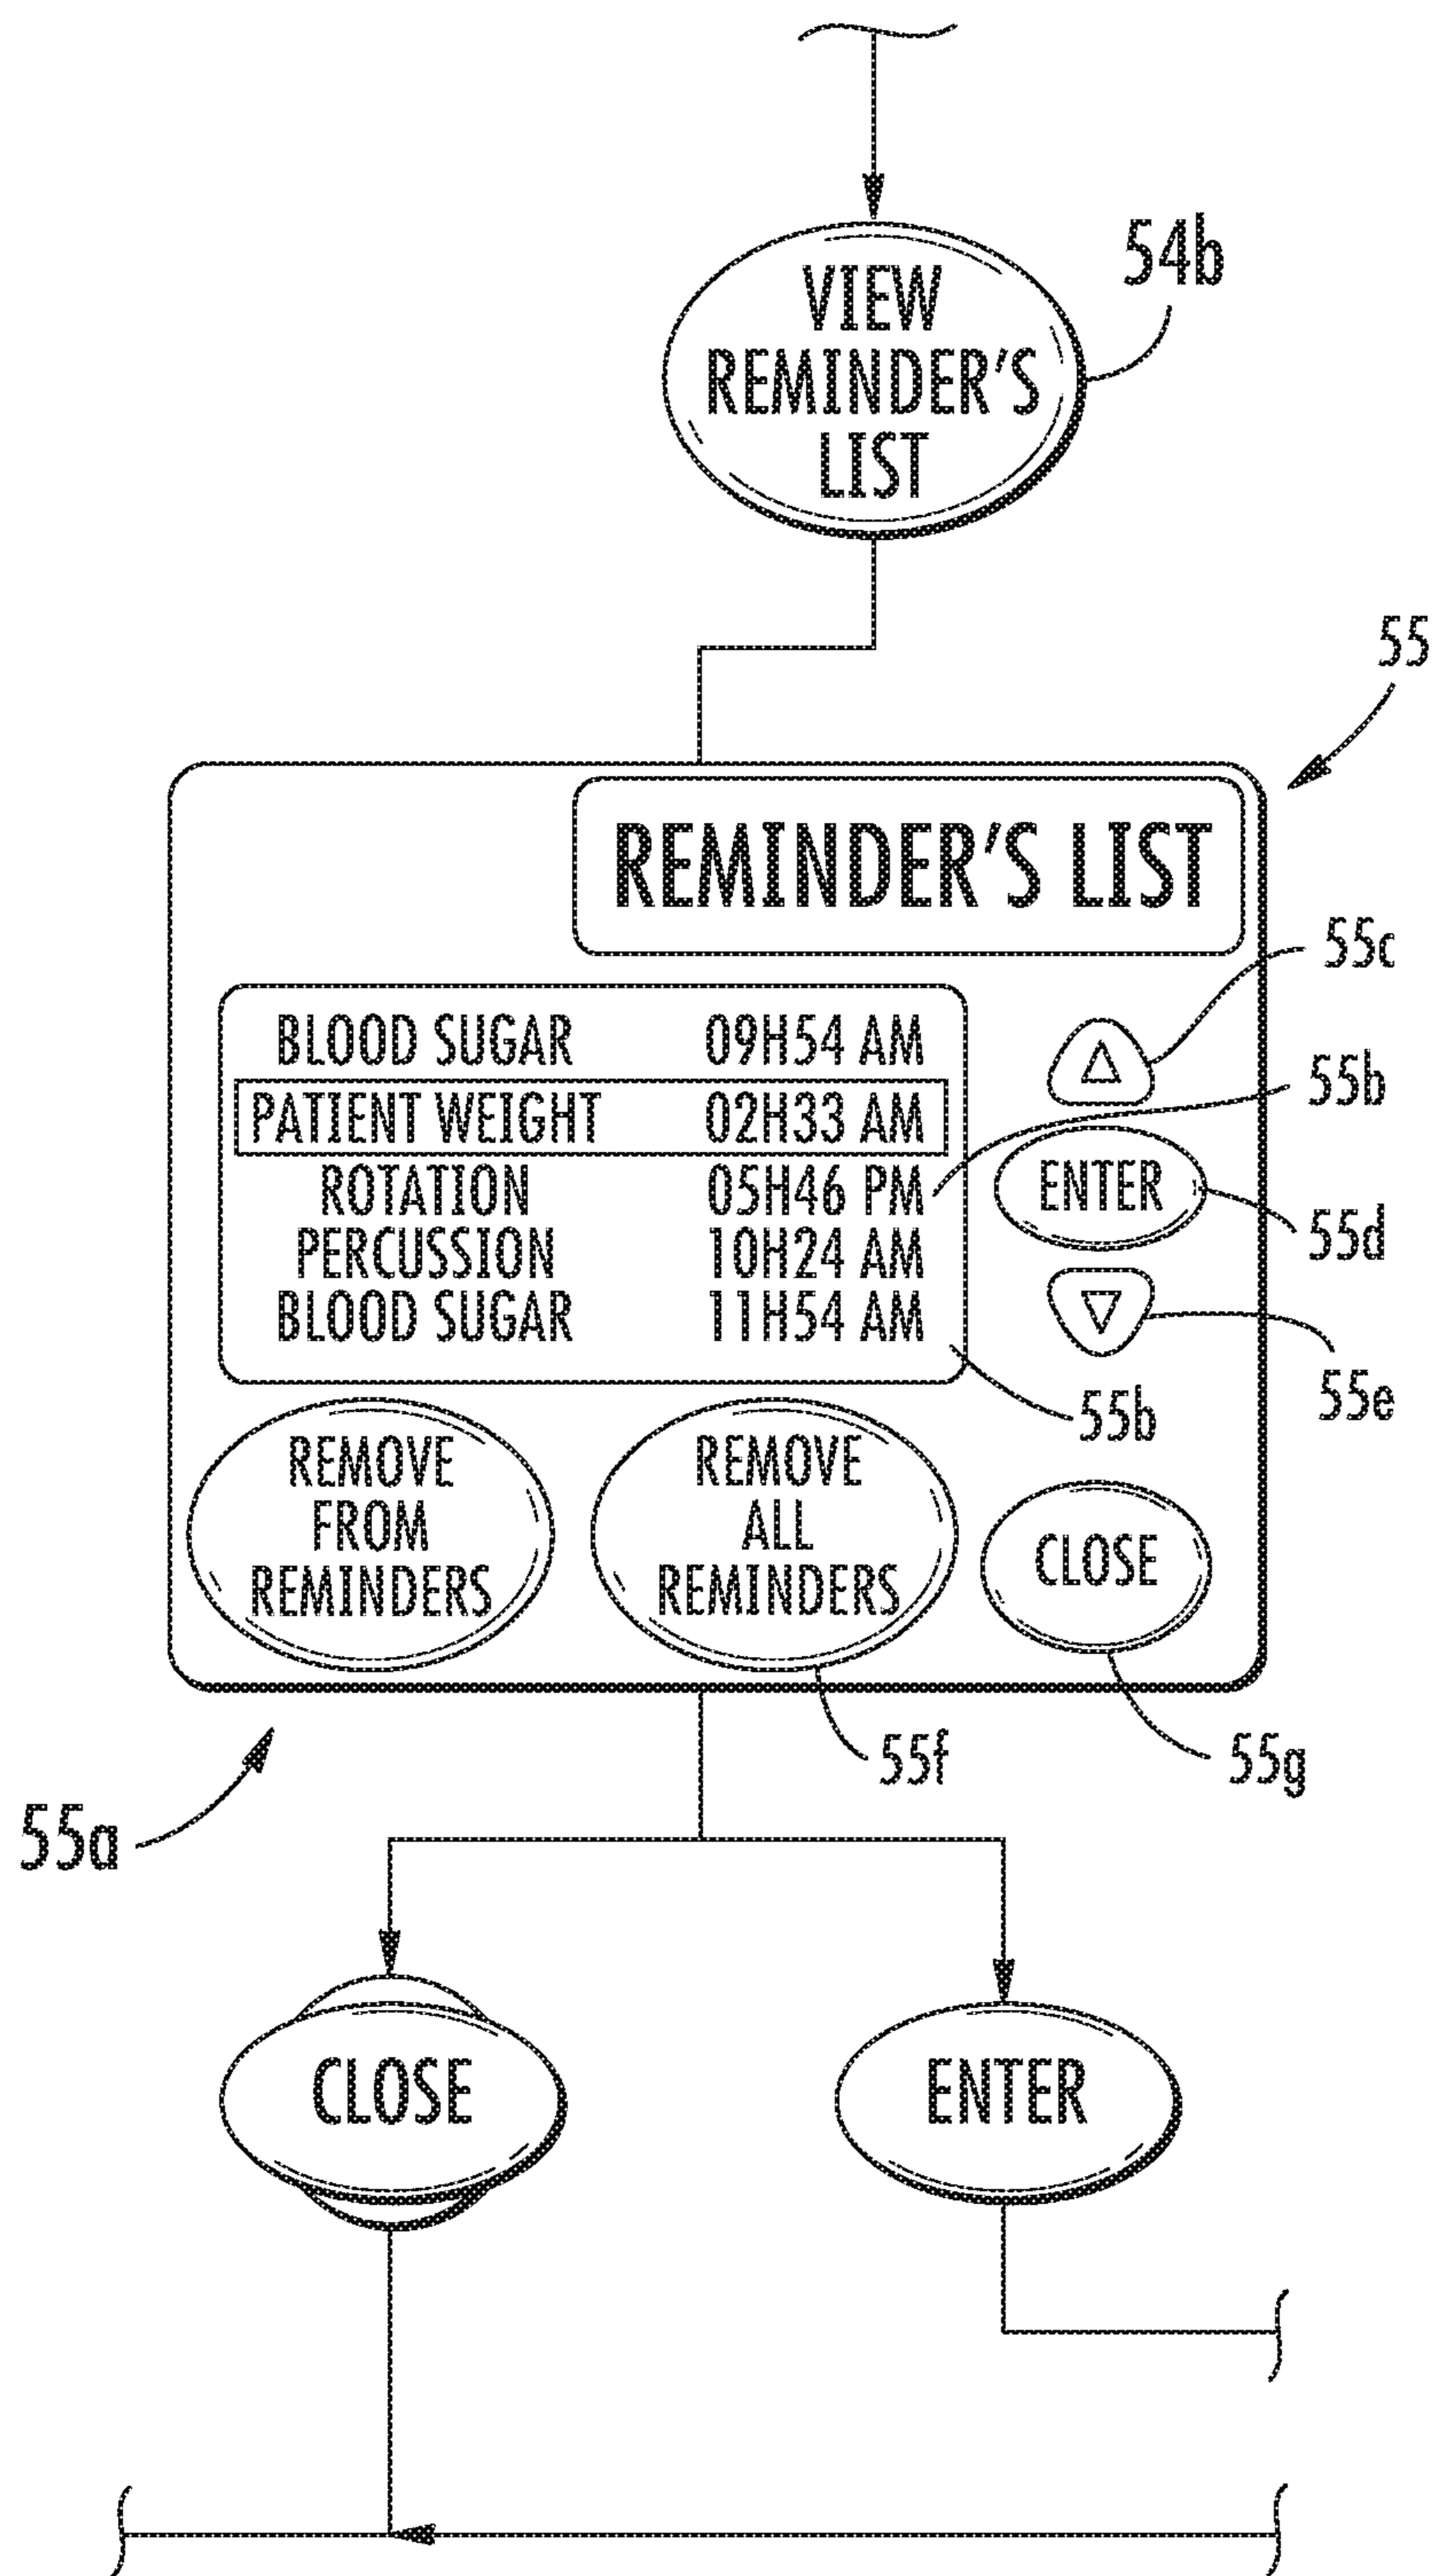 VIEW
REMINDER'S
LIST
54b
55
REMINDER'S LIST
55c
BLOOD SUGAR 09H54 AM
PATIENT WEIGHT 02H33 AM
55b
ROTATION 05H46 PM
ENTER
55d
PERCUSSION 10H24 AM
BLOOD SUGAR 11H54 AM
55e
55b
REMOVE
FROM
REMINDERS
REMOVE
ALL
REMINDERS
CLOSE
55f
55g
55a
CLOSE
ENTER